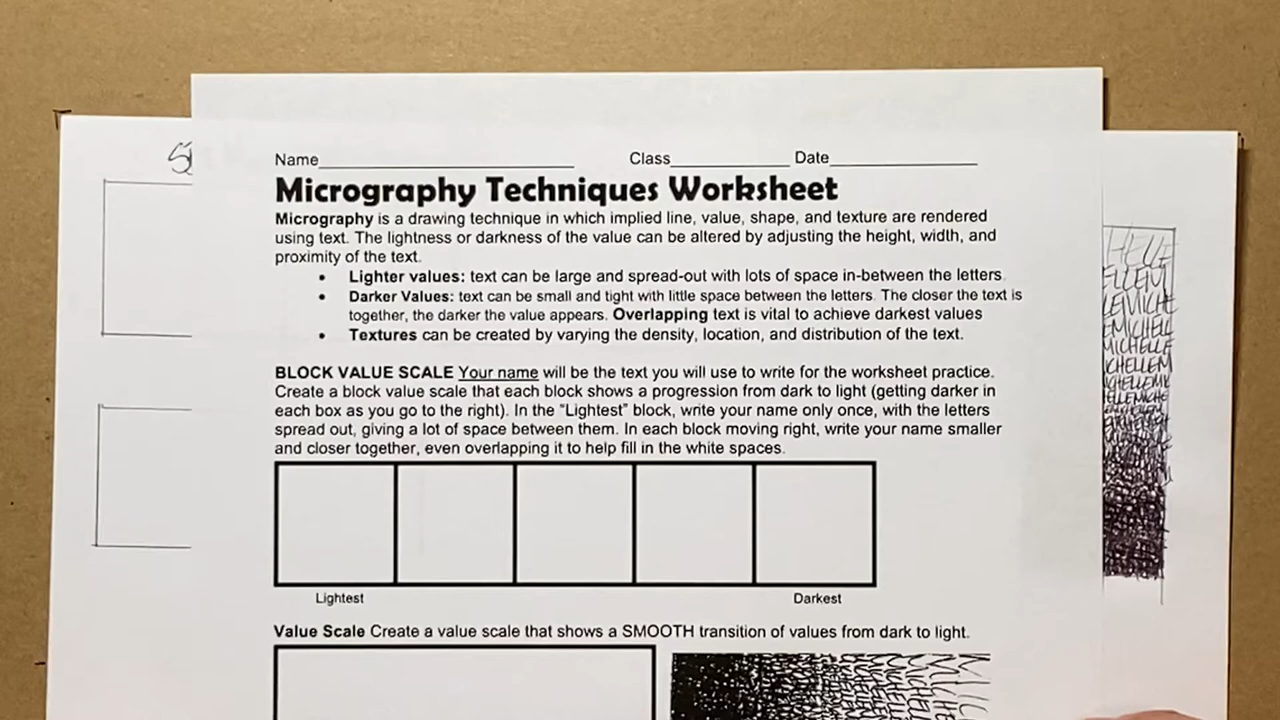 Name Class Date
Micrography Techniques Worksheet
Micrography is a drawing technique in which implied line, value, shape, and texture are rendered
using text. The lightness or darkness of the value can be altered by adjusting the height, width, and
proximity of the text.
• Lighter values: text can be large and spread-out with lots of space in-between the letters.
• Darker Values: text can be small and tight with little space between the letters. The closer the text is
together, the darker the value appears. Overlapping text is vital to achieve darkest values
• Textures can be created by varying the density, location, and distribution of the text.
BLOCK VALUE SCALE Your name will be the text you will use to write for the worksheet practice.
Create a block value scale that each block shows a progression from dark to light (getting darker in
each box as you go to the right). In the "Lightest" block, write your name only once, with the letters
spread out, giving a lot of space between them. In each block moving right, write your name smaller
and closer together, even overlapping it to help fill in the white spaces.
Lightest Darkest
Value Scale Create a value scale that shows a SMOOTH transition of values from dark to light.
HELLE
ELLEM
LEMICHE
EMICHELL
MICHELLE
CHELLEMI